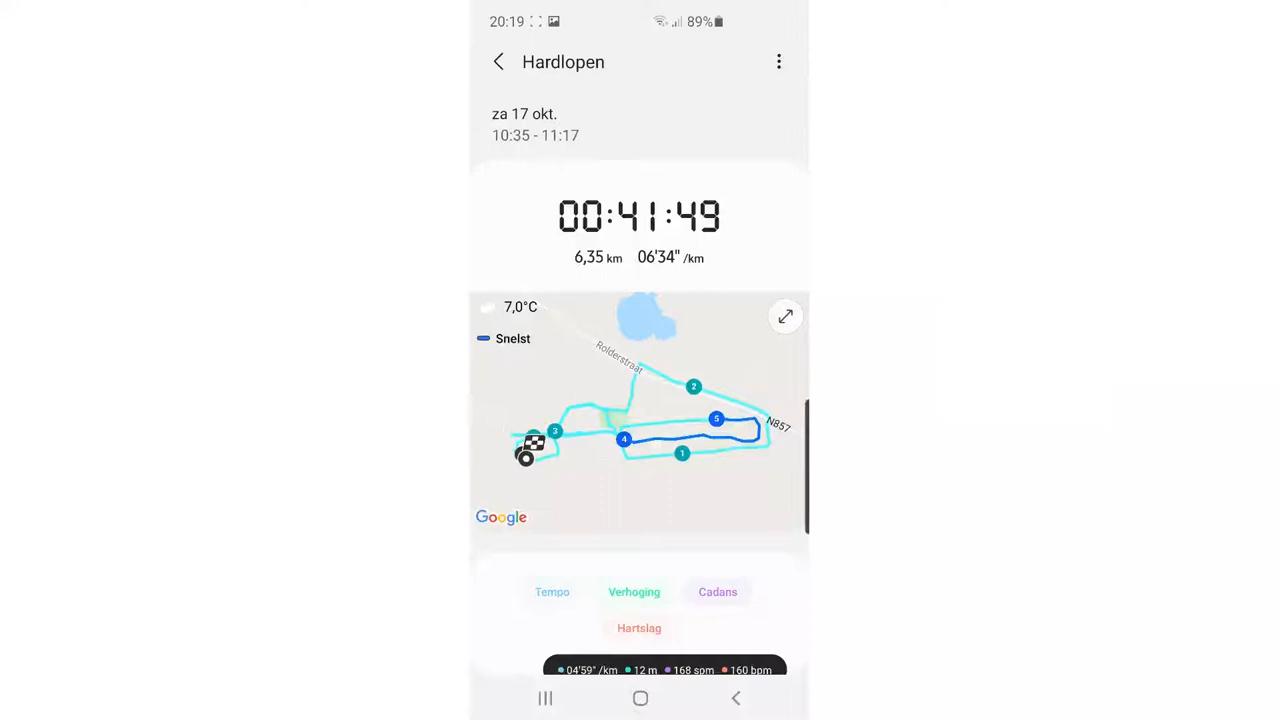 20:19 89%
Hardlopen
za 17 okt.
10:35 - 11:17
00:41:49
6,35 km 06'34" /km
7,0°C
Snelst
Rolderstraat
2
5
N857
3
4
1
Google
Tempo Verhoging Cadans
Hartslag
04'59" /km 12 m 168 spm 160 bpm